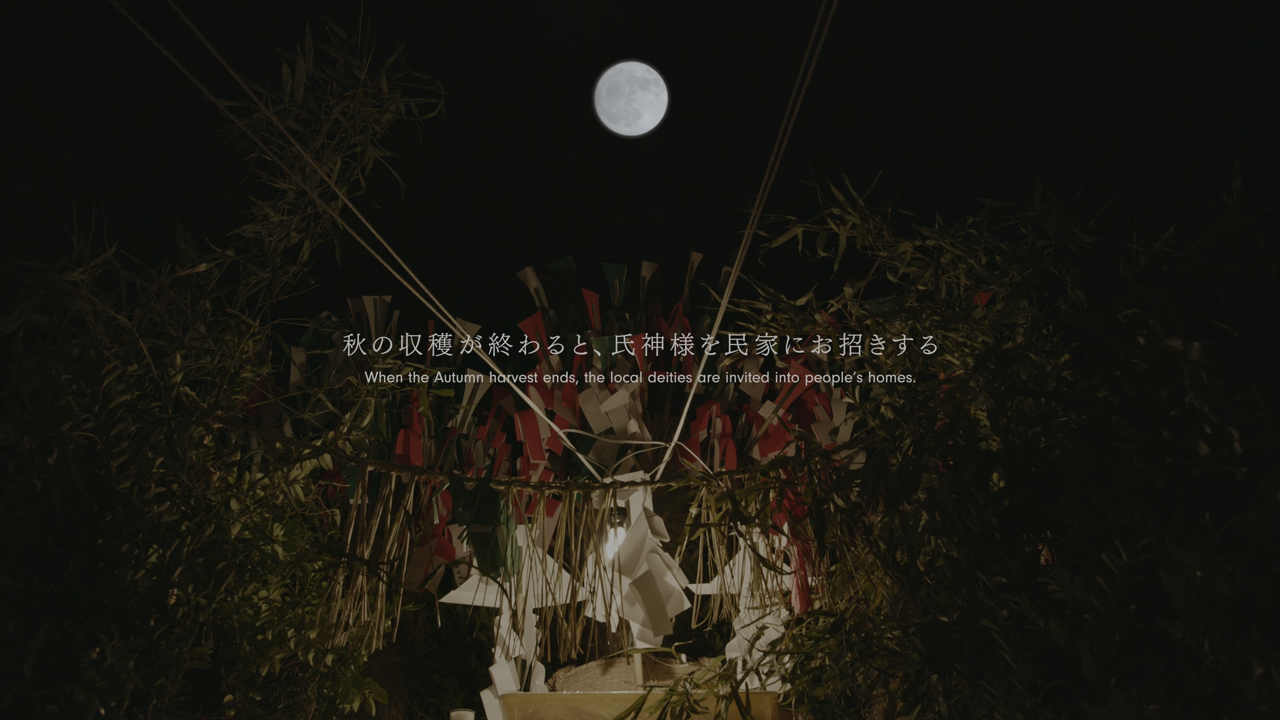 秋の収穫が終わると、氏神様を民家にお招きする
When the Autumn harvest ends, the local deities are invited into people's homes.